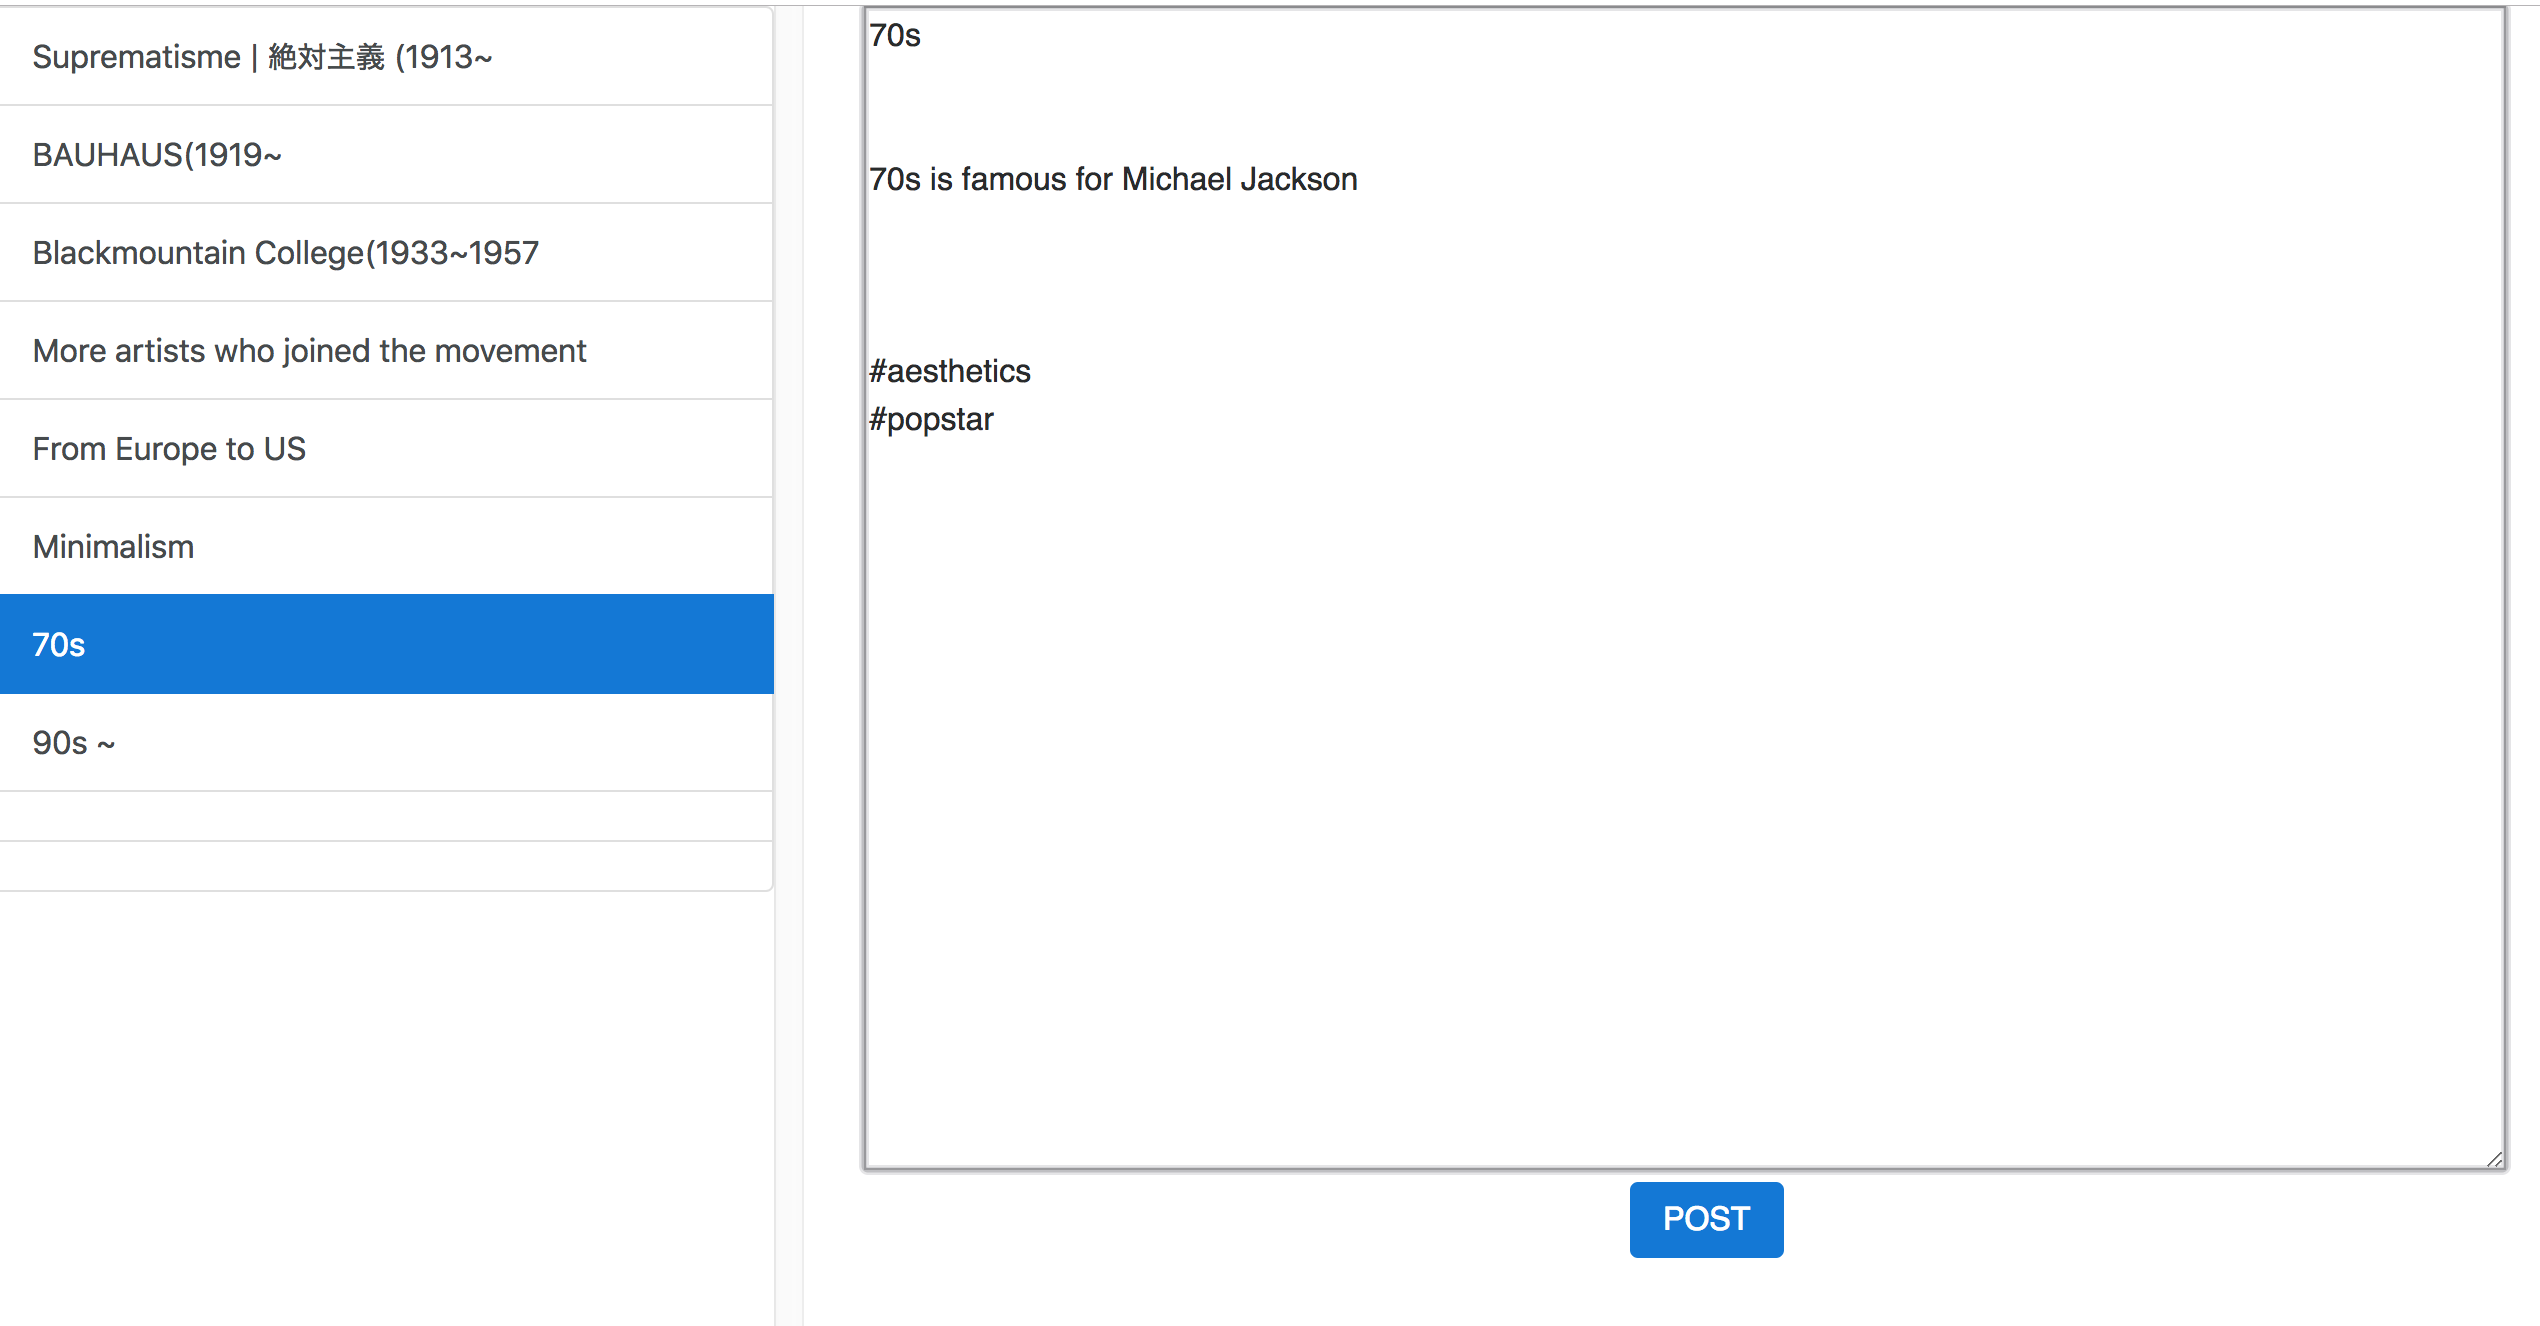 Suprematisme | 絶対主義 (1913~
BAUHAUS(1919~
Blackmountain College(1933~1957
More artists who joined the movement
From Europe to US
Minimalism
70s
90s ~
70s
70s is famous for Michael Jackson
#aesthetics
#popstar
POST